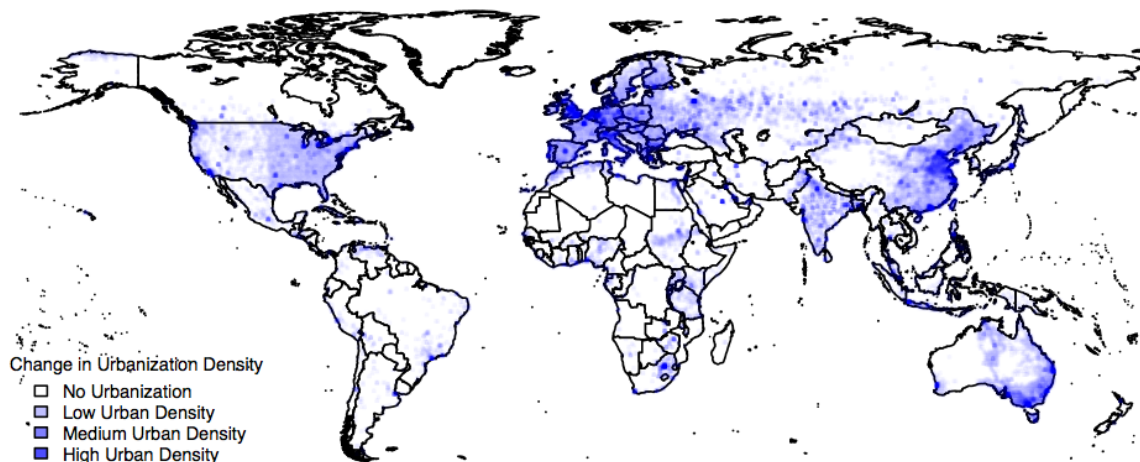 Change in Urbanization Density
No Urbanization
Low Urban Density
Medium Urban Density
High Urban Density